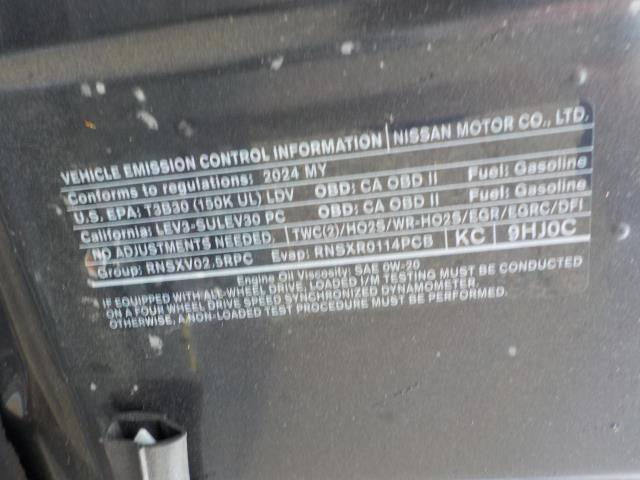 VEHICLE EMISSION CONTROL INFORMATION NISSAN MOTOR CO., LTD.
Conforms to regulations: 2024 MY
U.S. EPA: T3B30 (150K UL) LDV OBD: CA OBD II Fuel: Gasoline
California: LEV3-SULEV30 PC OBD: CA OBD II Fuel: Gasoline
NO ADJUSTMENTS NEEDED. TWC(2)/HO2S/WR-HO2S/EGR/EGRC/DFI
Group: RNSXV02.5RPC Evap: RNSXR0114PCB KC 9HJ0C
Engine Oil Viscosity: SAE 0W-20
IF EQUIPPED WITH ALL-WHEEL DRIVE, LOADED I/M TESTING MUST BE CONDUCTED
ON A FOUR WHEEL DRIVE SPEED SYNCHRONIZED DYNAMOMETER.
OTHERWISE, A NON-LOADED TEST PROCEDURE MUST BE PERFORMED.